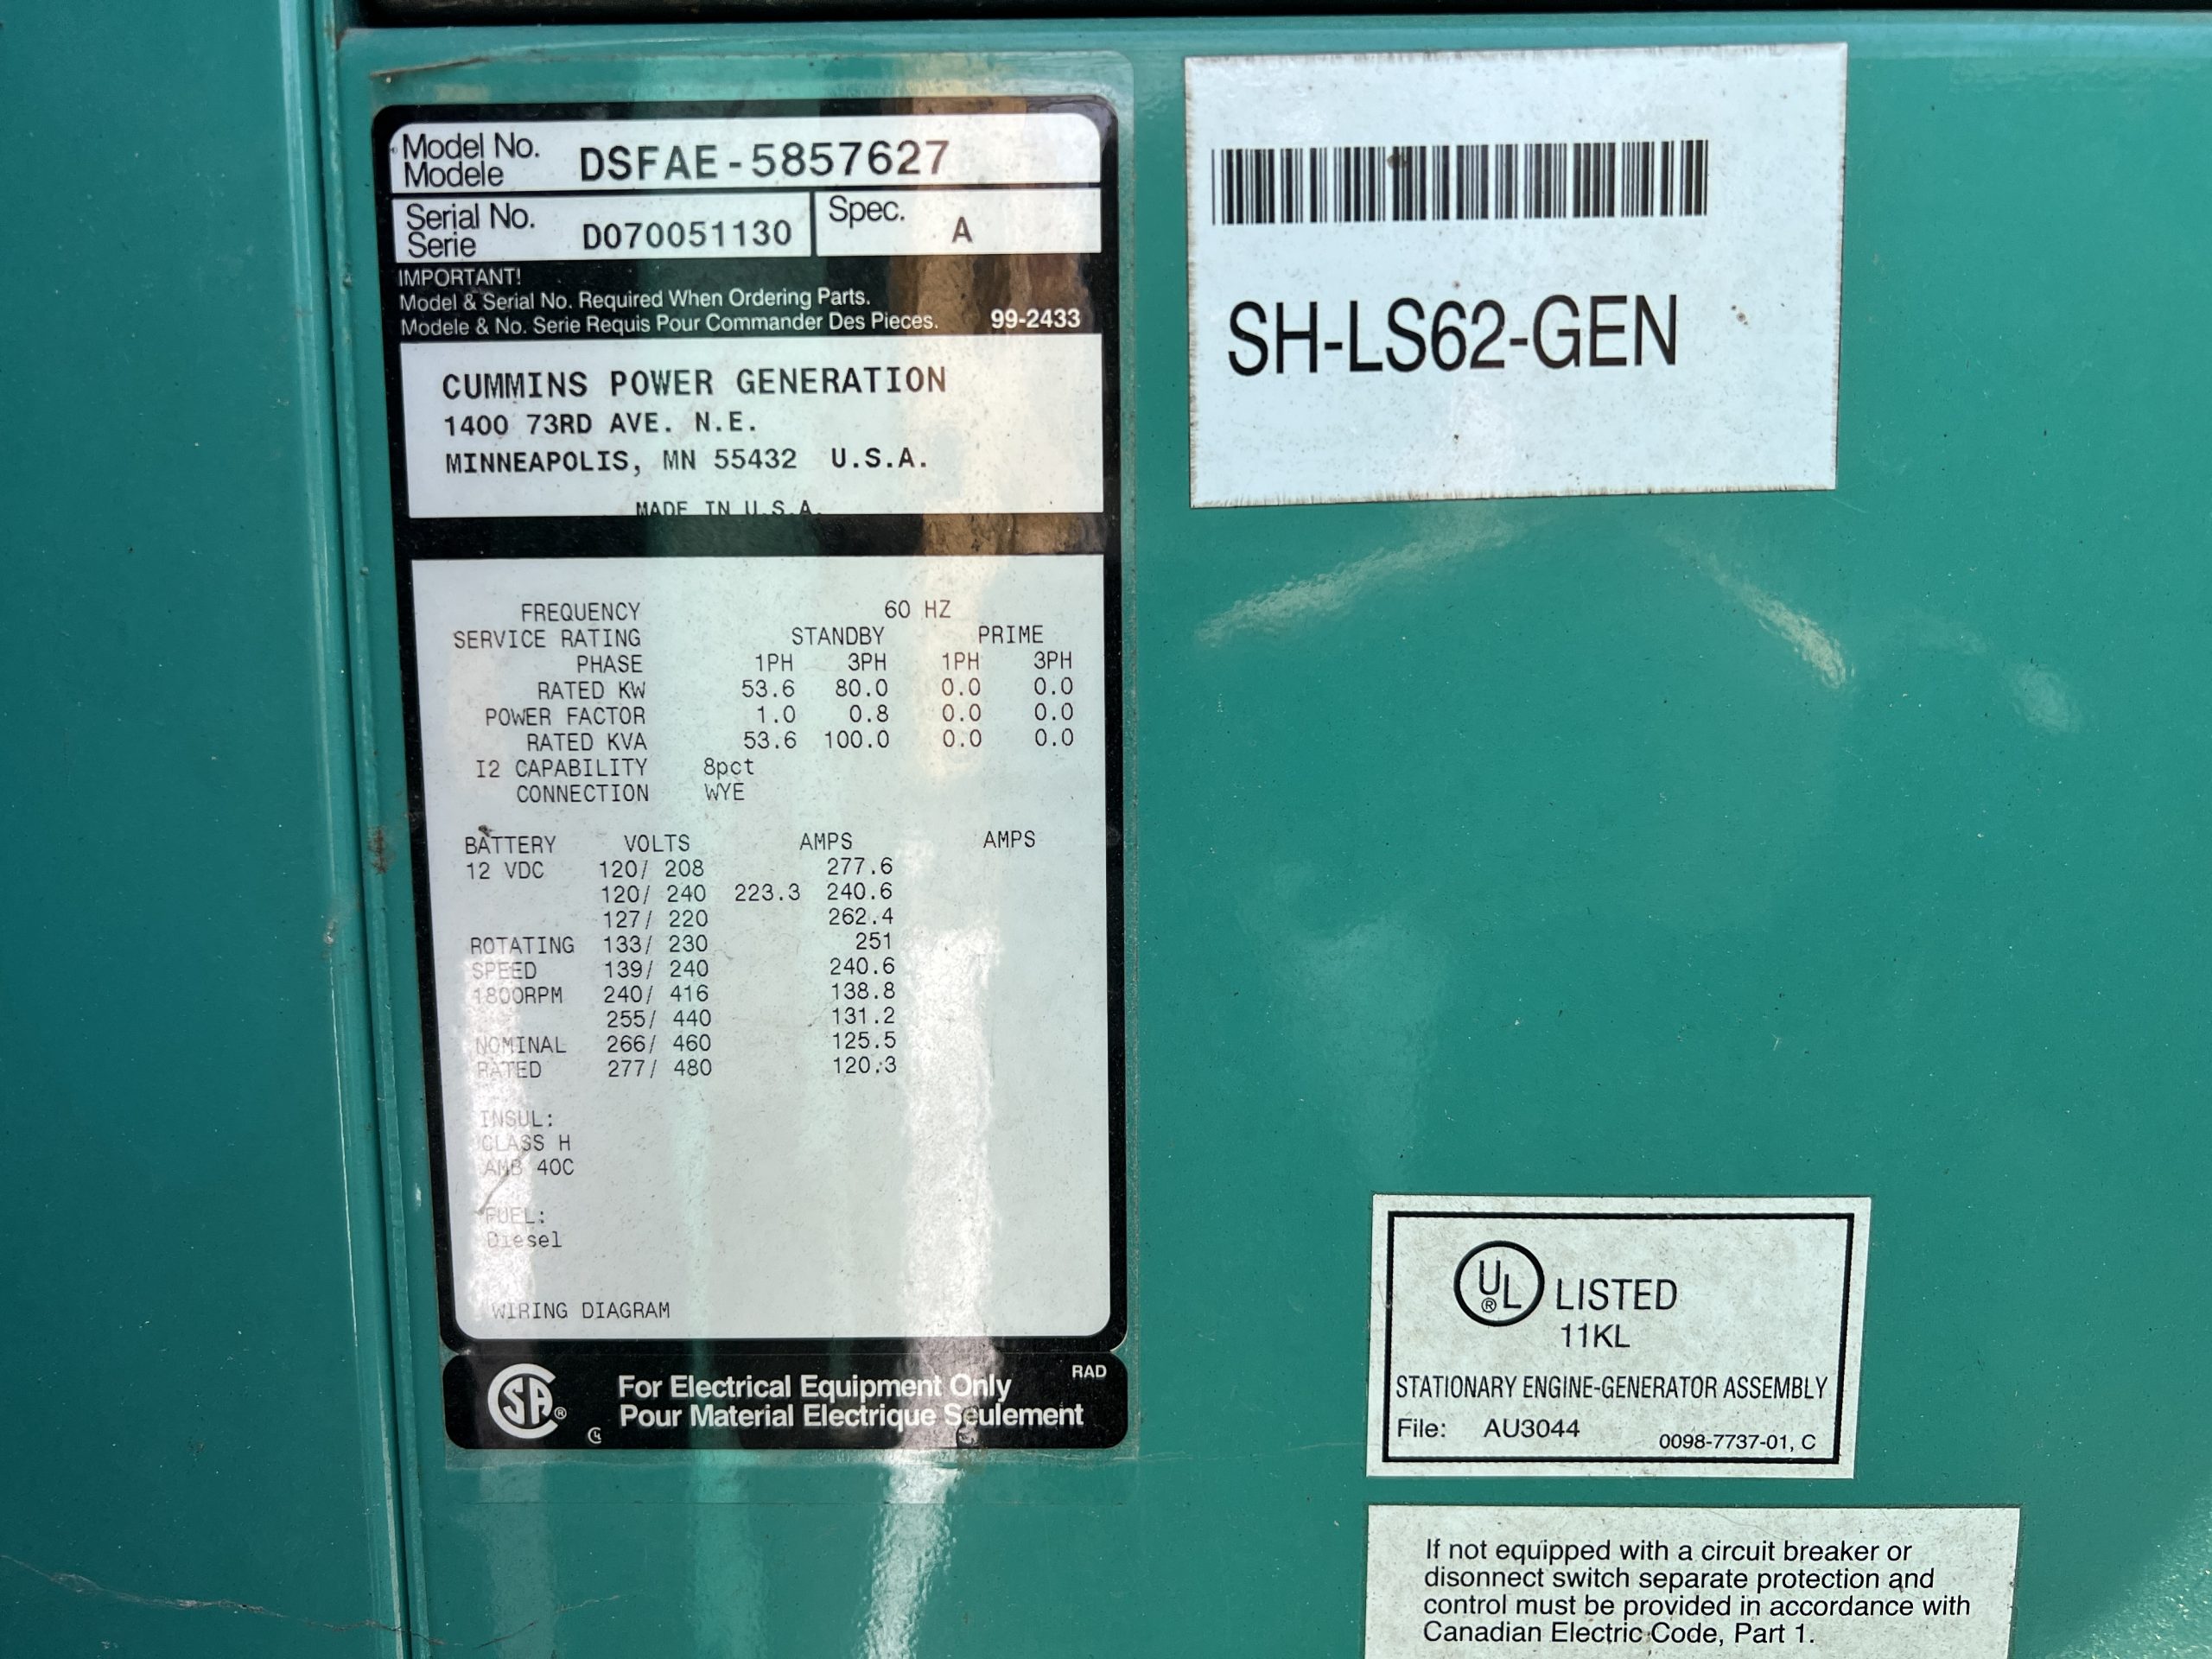 Model No. DSFAE-5857627
Modele
Serial No. D070051130 Spec. A
Serie
IMPORTANT!
Model & Serial No. Required When Ordering Parts.
Modele & No. Serie Requis Pour Commander Des Pieces. 99-2433
CUMMINS POWER GENERATION
1400 73RD AVE. N.E.
MINNEAPOLIS, MN 55432 U.S.A.
MADE IN U.S.A.
FREQUENCY 60 HZ
SERVICE RATING STANDBY PRIME
PHASE 1PH 3PH 1PH 3PH
RATED KW 53.6 80.0 0.0 0.0
POWER FACTOR 1.0 0.8 0.0 0.0
RATED KVA 53.6 100.0 0.0 0.0
I2 CAPABILITY 8pct
CONNECTION WYE
BATTERY VOLTS AMPS AMPS
12 VDC 120/ 208 277.6
120/ 240 223.3 240.6
127/ 220 262.4
ROTATING 133/ 230 251
SPEED 139/ 240 240.6
1800RPM 240/ 416 138.8
255/ 440 131.2
NOMINAL 266/ 460 125.5
RATED 277/ 480 120.3
INSUL:
CLASS H
AMB 40C
FUEL:
Diesel
WIRING DIAGRAM
RAD
CSA ® For Electrical Equipment Only
Pour Material Electrique Seulement
SH-LS62-GEN
UL ® LISTED
11KL
STATIONARY ENGINE-GENERATOR ASSEMBLY
File: AU3044 0098-7737-01, C
If not equipped with a circuit breaker or
disonnect switch separate protection and
control must be provided in accordance with
Canadian Electric Code, Part 1.